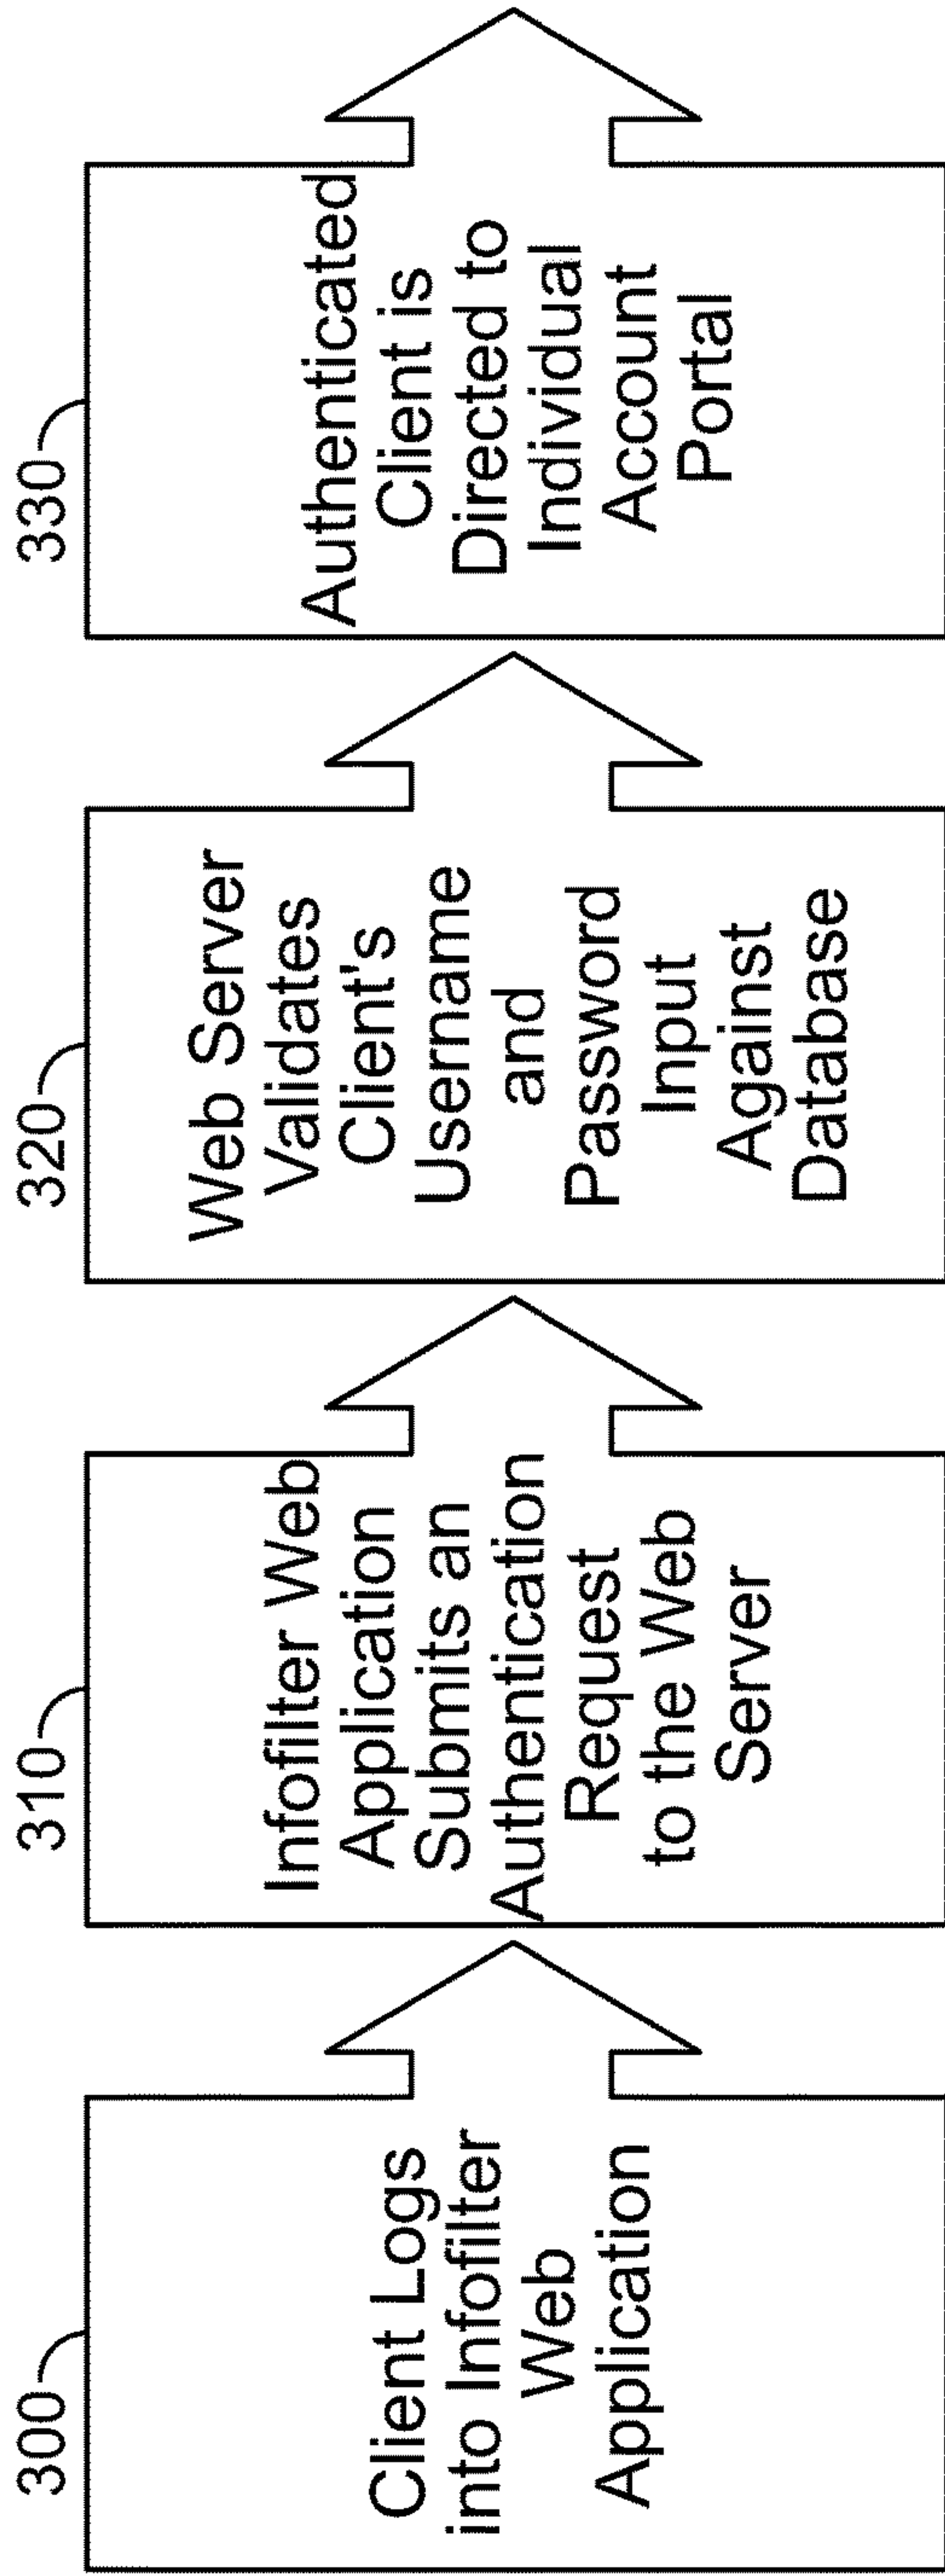 300
Client Logs
into Infofilter
Web
Application
310
Infofilter Web
Application
Submits an
Authentication
Request
to the Web
Server
320
Web Server
Validates
Client's
Username
and
Password
Input
Against
Database
330
Authenticated
Client is
Directed to
Individual
Account
Portal